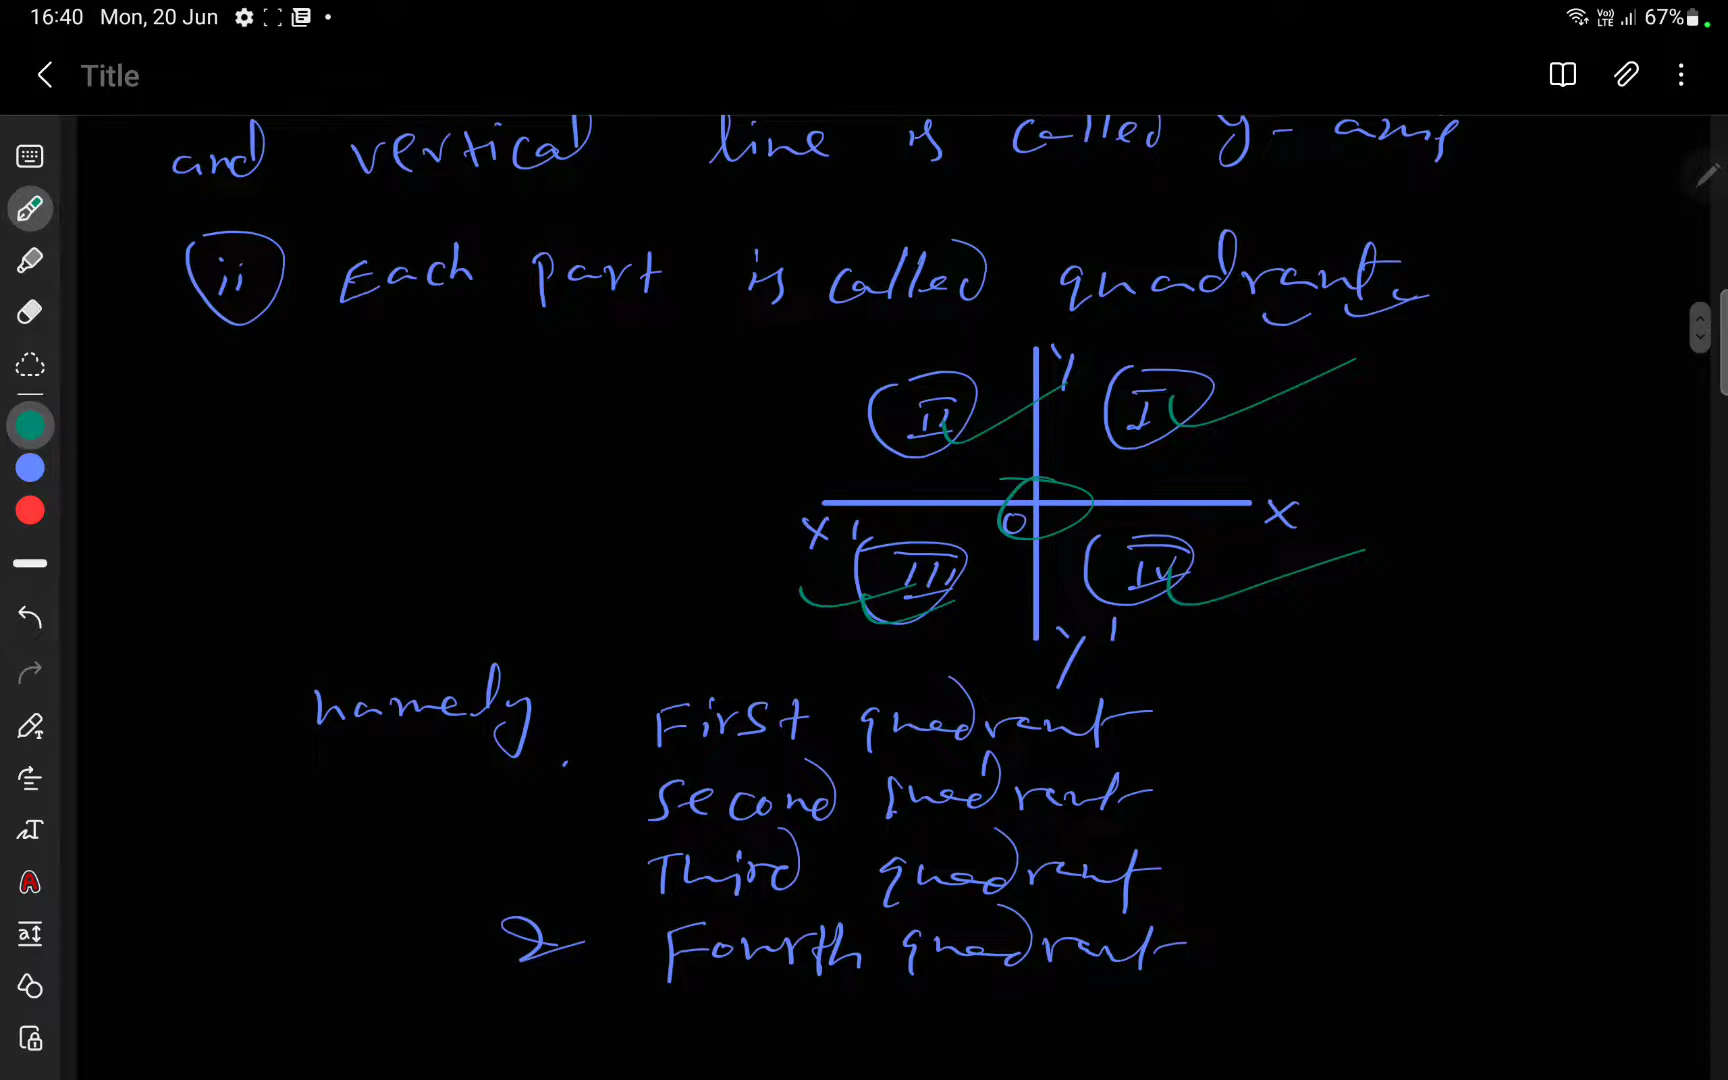 16:40 Mon, 20 Jun 67%
Title
and vertical line is called y-axis
ii Each part is called quadrant
Y
II I
O
X' X
III IV
Y'
namely. First quadrant
Second quadrant
Third quadrant
& Fourth quadrant